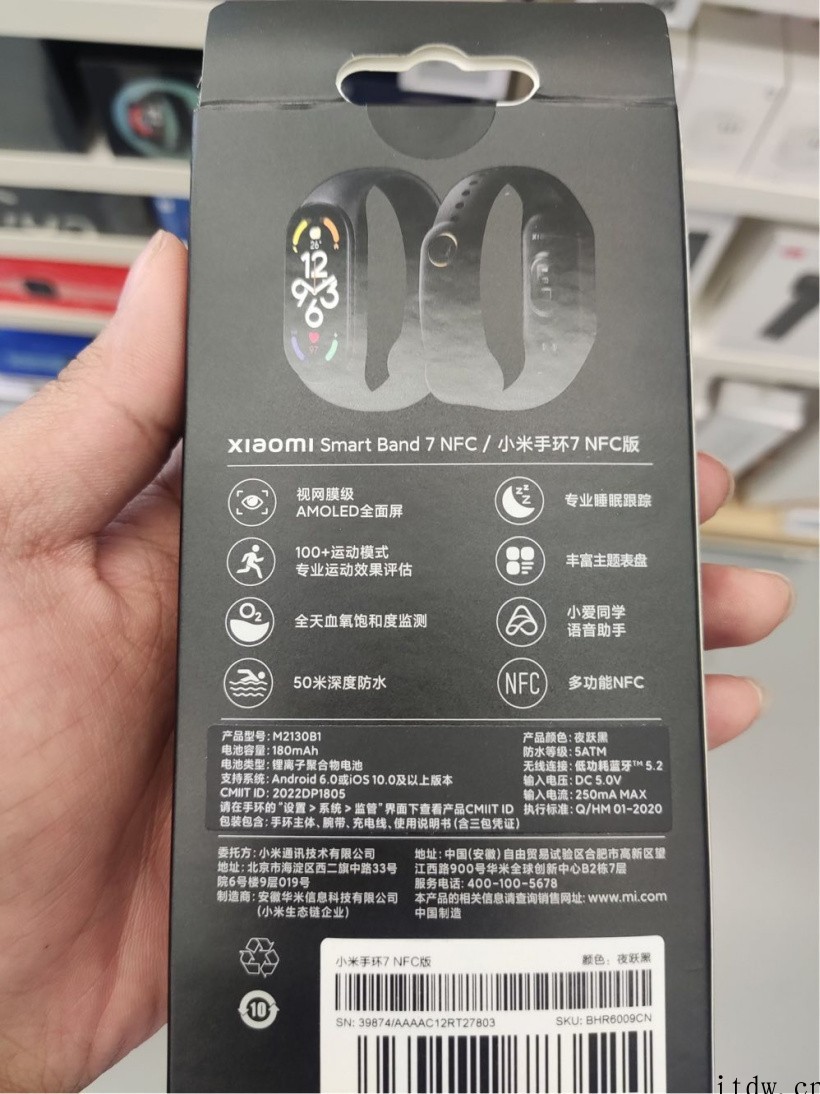 26°
12
9 3
6
97
xiaomi Smart Band 7 NFC / 小米手环7 NFC版
视网膜级
AMOLED全面屏
专业睡眠跟踪
100+运动模式
专业运动效果评估
丰富主题表盘
O2
全天血氧饱和度监测
小爱同学
语音助手
50米深度防水
NFC
多功能NFC
产品型号: M2130B1
电池容量: 180mAh
电池类型: 锂离子聚合物电池
支持系统: Android 6.0或iOS 10.0及以上版本
CMIIT ID: 2022DP1805
请在手环的"设置 > 系统 > 监管"界面下查看产品CMIIT ID
包装包含: 手环主体、腕带、充电线、使用说明书(含三包凭证)
产品颜色: 夜跃黑
防水等级: 5ATM
无线连接: 低功耗蓝牙™ 5.2
输入电压: DC 5.0V
输入电流: 250mA MAX
执行标准: Q/HM 01-2020
委托方: 小米通讯技术有限公司
地址: 北京市海淀区西二旗中路33号
院6号楼9层019号
制造商: 安徽华米信息科技有限公司
(小米生态链企业)
地址: 中国(安徽)自由贸易试验区合肥市高新区望
江西路900号华米全球创新中心B2栋7层
服务电话: 400-100-5678
本产品的相关信息请查询销售网址: www.mi.com
中国制造
10
小米手环7 NFC版
颜色: 夜跃黑
SN: 39874/AAAAC12RT27803
SKU: BHR6009CN
itdw.cn